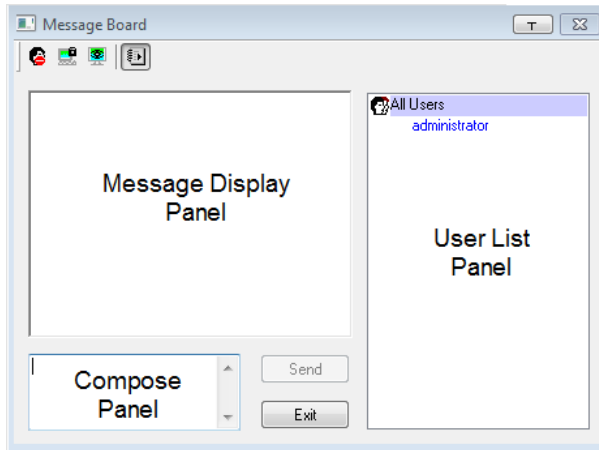 Message Board
T
All Users
administrator
Message Display
Panel
User List
Panel
Compose
Panel
Send
Exit